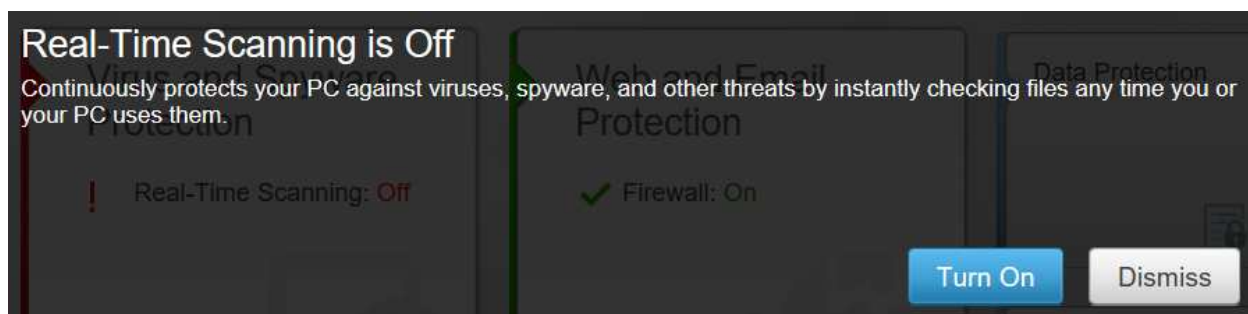 Real-Time Scanning is Off
Continuously protects your PC against viruses, spyware, and other threats by instantly checking files any time you or
your PC uses them.
Virus and Spyware
Protection
Real-Time Scanning: Off
Web and Email
Protection
Firewall: On
Data Protection
Turn On
Dismiss